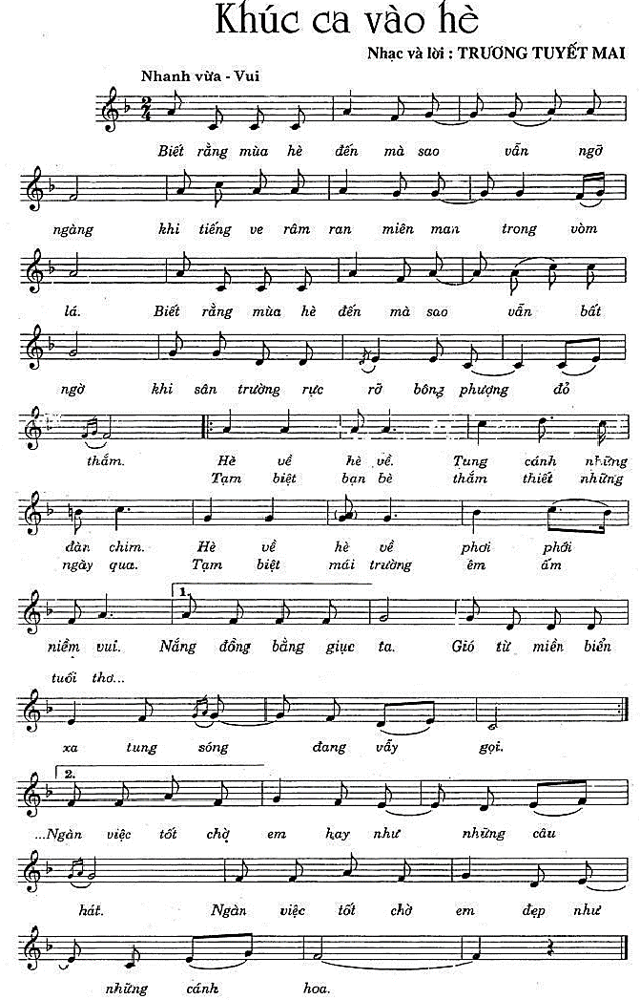 Khúc ca vào hè
Nhạc và lời : TRƯƠNG TUYẾT MAI
Nhanh vừa - Vui
2
4
Biết rằng mùa hè đến mà sao vẫn ngỡ
ngàng khi tiếng ve râm ran miên man trong vòm
lá. Biết rằng mùa hè đến mà sao vẫn bất
ngờ khi sân trường rực rỡ bông phượng đỏ
thắm. Hè về hè về. Tung cánh những
Tạm biệt bạn bè thắm thiết những
đàn chim. Hè về hè về phơi phới
ngày qua. Tạm biệt mái trường êm ấm
1.
niềm vui. Nắng đồng bằng giục ta. Gió từ miền biển
tuổi thơ...
xa tung sóng đang vẫy gọi.
2.
...Ngàn việc tốt chờ em hay như những câu
hát. Ngàn việc tốt chờ em đẹp như
những cánh hoa.